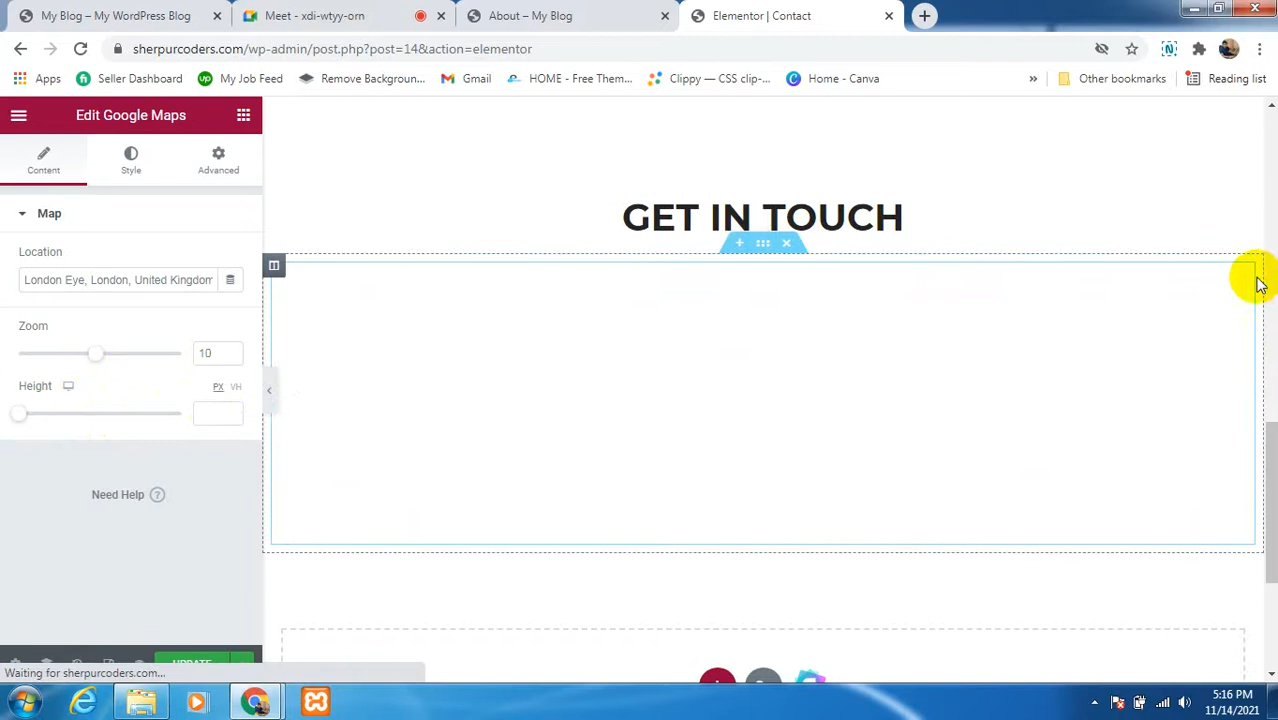 My Blog – My WordPress Blog
Meet - xdi-wtyy-orn
About – My Blog
Elementor | Contact
sherpurcoders.com/wp-admin/post.php?post=14&action=elementor
Apps
Seller Dashboard
My Job Feed
Remove Backgroun...
Gmail
HOME - Free Them...
Clippy — CSS clip-...
Home - Canva
Other bookmarks
Reading list
Edit Google Maps
Content
Style
Advanced
Map
Location
London Eye, London, United Kingdom
Zoom
10
Height
PX VH
Need Help
UPDATE
GET IN TOUCH
Waiting for sherpurcoders.com...
5:16 PM
11/14/2021